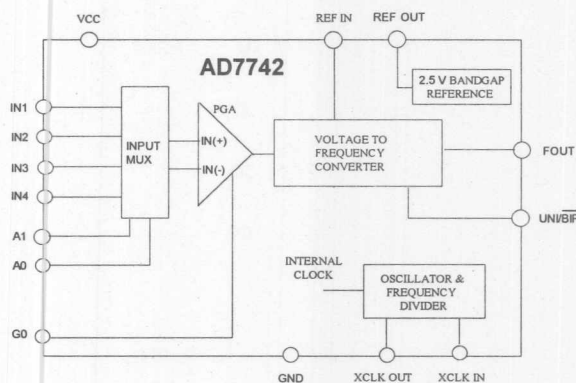 VCC
REF IN
REF OUT
AD7742
2.5 V BANDGAP
REFERENCE
PGA
IN1
IN2
IN3
IN4
A1
A0
G0
INPUT
MUX
IN(+)
IN(-)
VOLTAGE TO
FREQUENCY
CONVERTER
FOUT
UNI/BIP
INTERNAL
CLOCK
OSCILLATOR &
FREQUENCY
DIVIDER
GND
XCLK OUT
XCLK IN